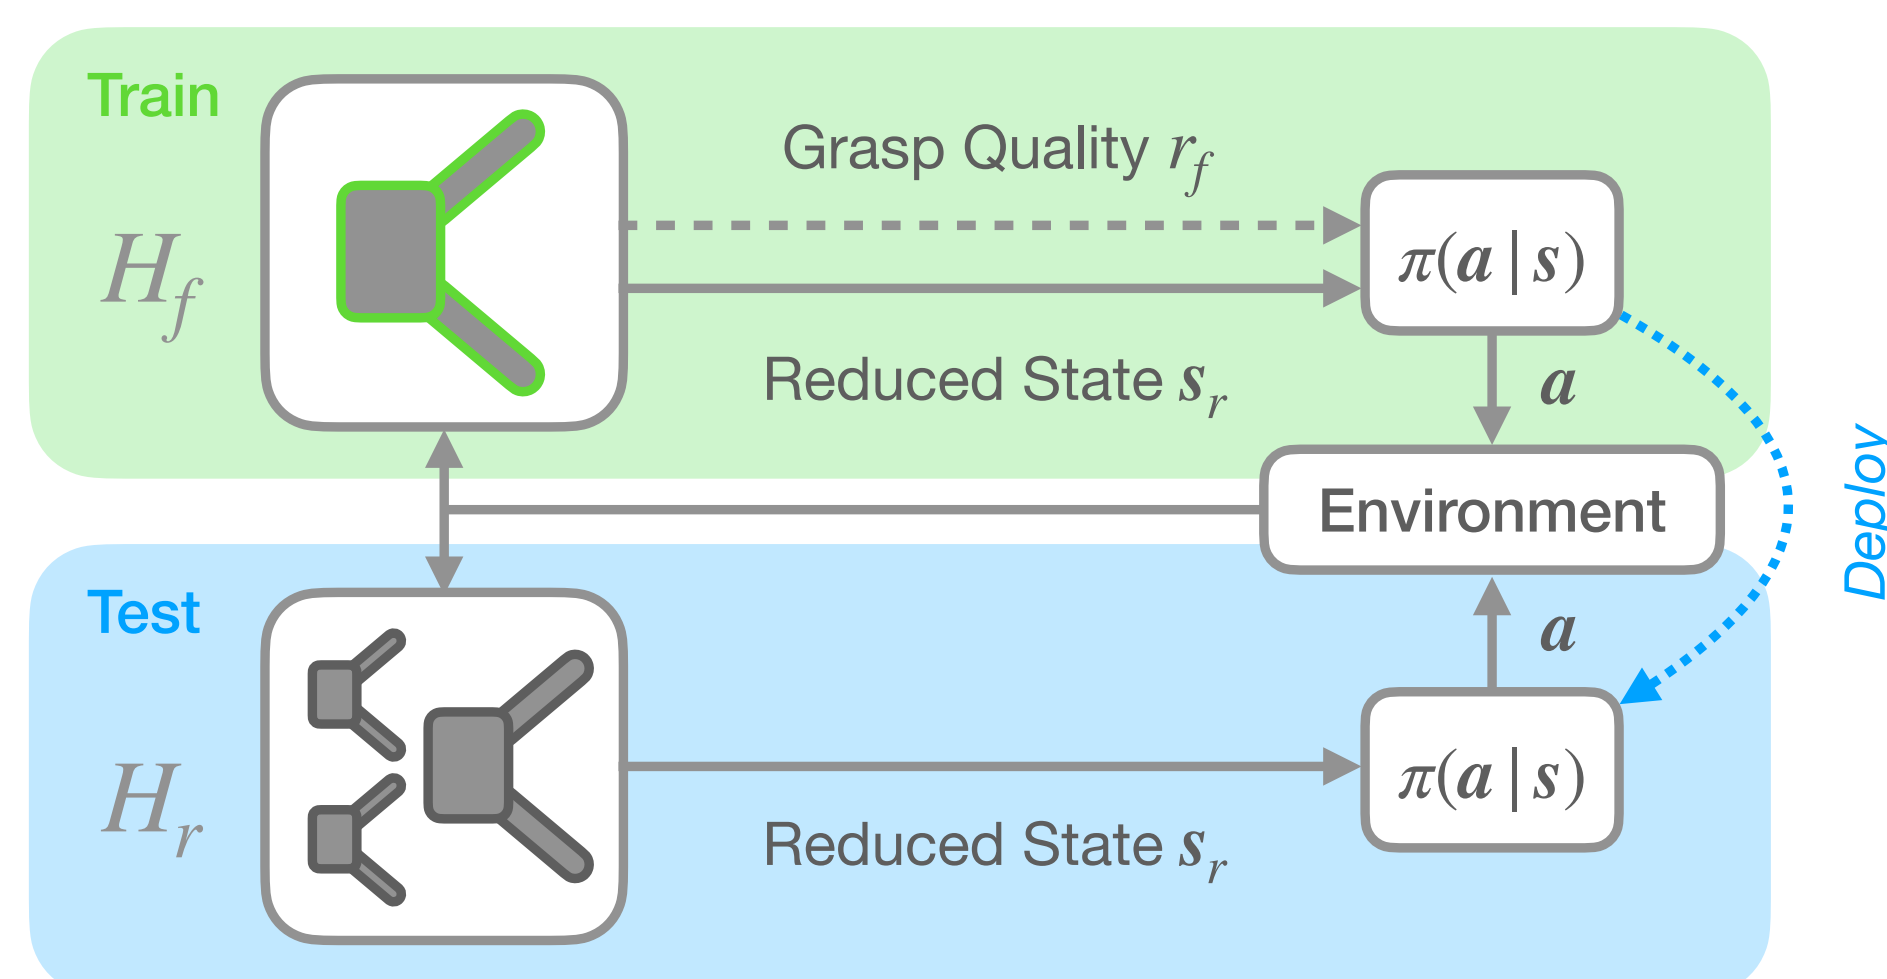 Train
Grasp Quality r_f
H_f
π(a | s)
Reduced State s_r
a
Deploy
Environment
Test
a
H_r
π(a | s)
Reduced State s_r